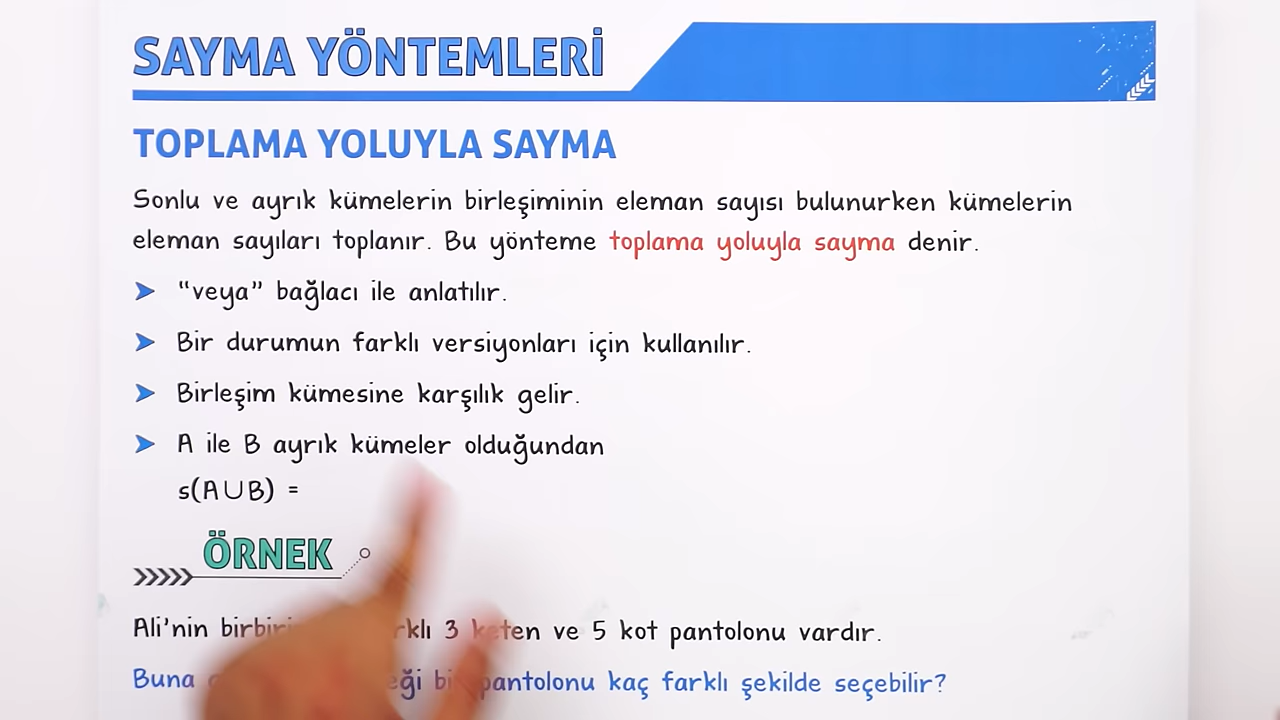 SAYMA YÖNTEMLERİ
TOPLAMA YOLUYLA SAYMA
Sonlu ve ayrık kümelerin birleşiminin eleman sayısı bulunurken kümelerin
eleman sayıları toplanır. Bu yönteme toplama yoluyla sayma denir.
"veya" bağlacı ile anlatılır.
Bir durumun farklı versiyonları için kullanılır.
Birleşim kümesine karşılık gelir.
A ile B ayrık kümeler olduğundan
s(A∪B) =
ÖRNEK
Ali'nin 3 keten ve 5 kot pantolonu vardır.
Buna pantolonu kaç farklı şekilde seçebilir?